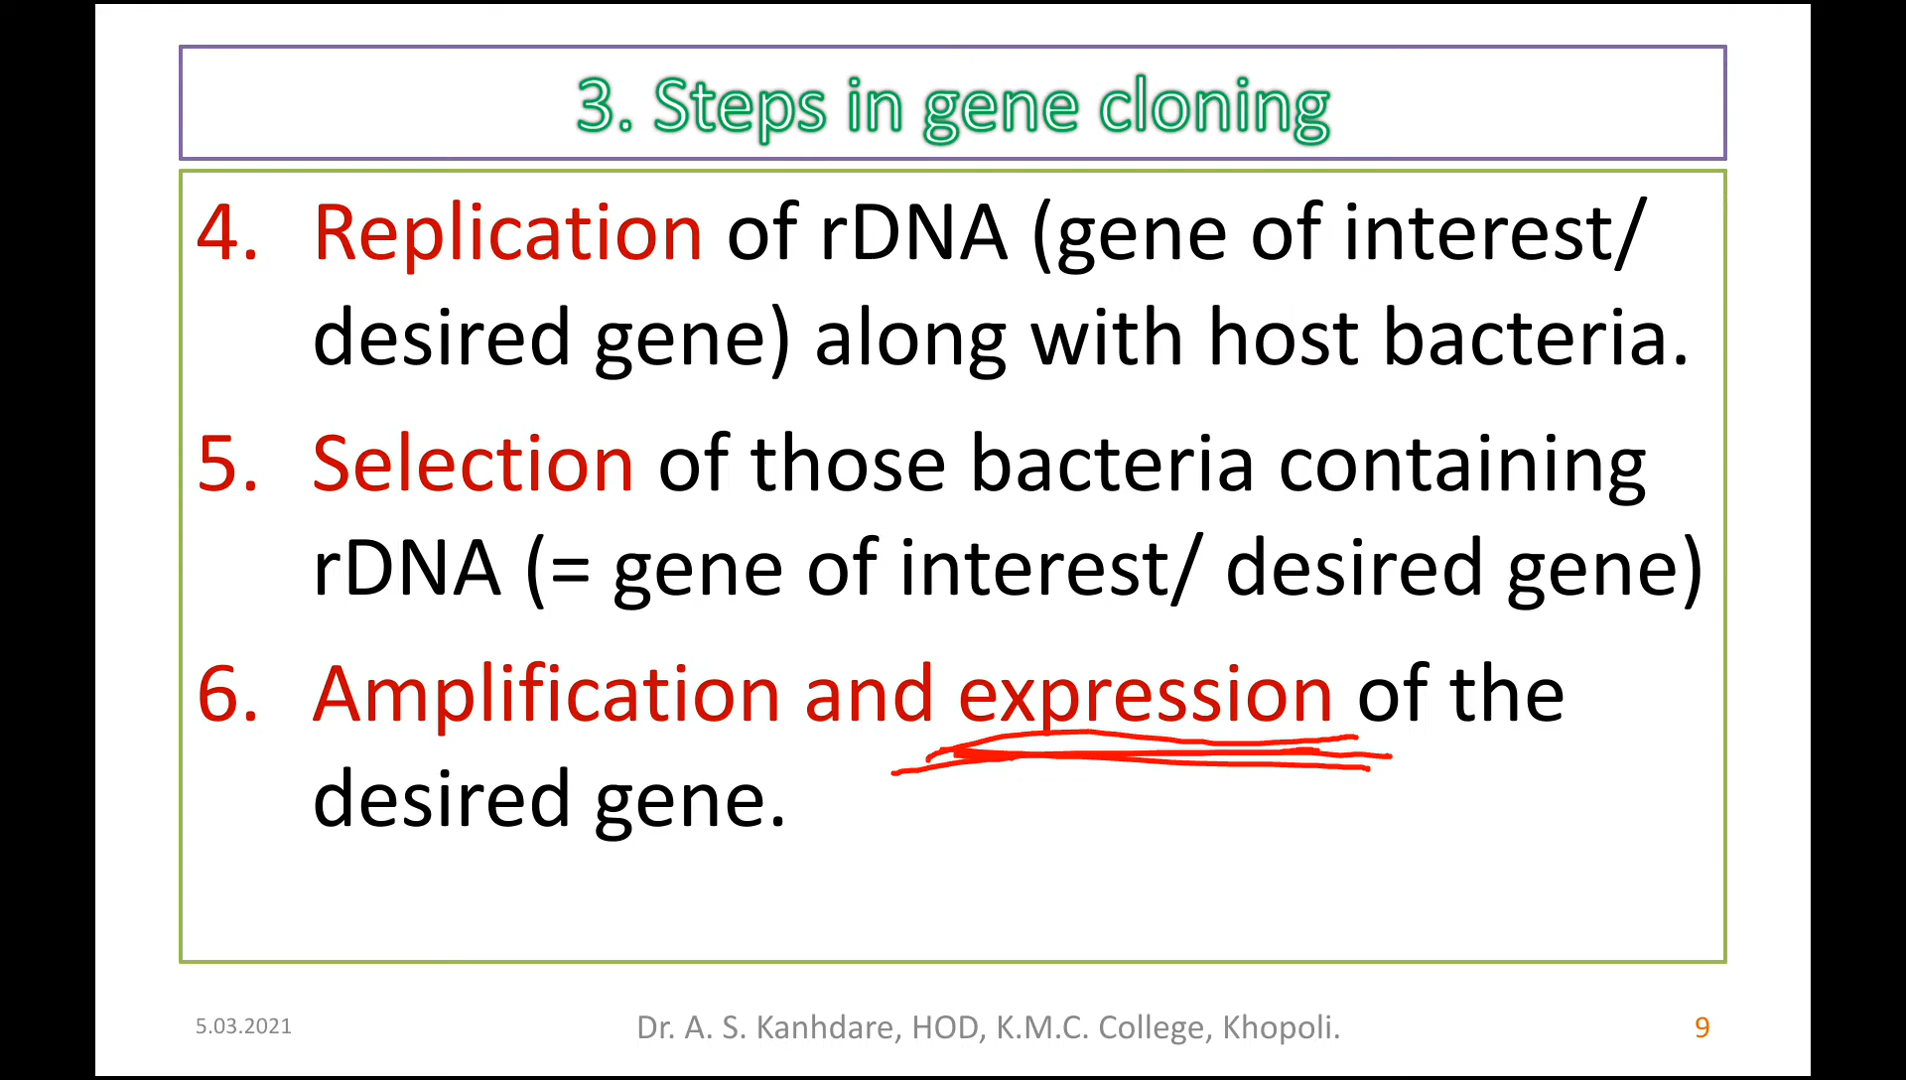 3. Steps in gene cloning
4. Replication of rDNA (gene of interest/
desired gene) along with host bacteria.
5. Selection of those bacteria containing
rDNA (= gene of interest/ desired gene)
6. Amplification and expression of the
desired gene.
5.03.2021
Dr. A. S. Kanhdare, HOD, K.M.C. College, Khopoli.
9